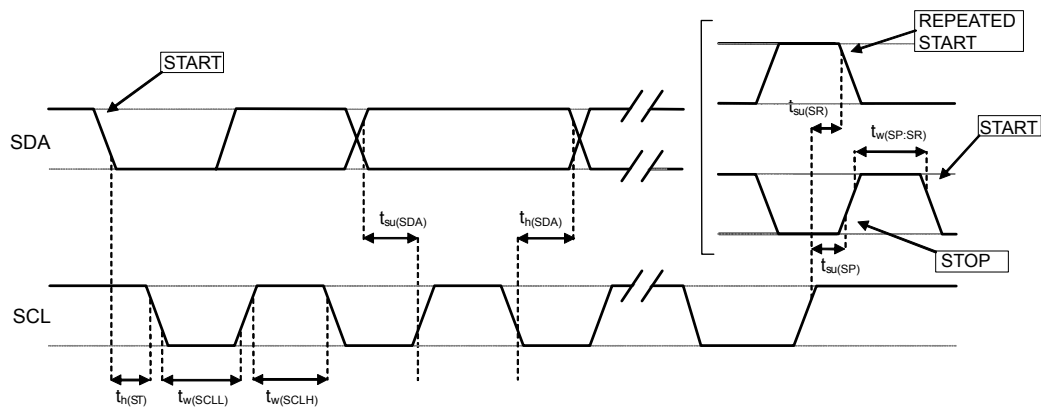 REPEATED
START
START
t_su(SR)
START
SDA
t_w(SP:SR)
t_su(SDA)
t_h(SDA)
STOP
t_su(SP)
SCL
t_h(ST)
t_w(SCLL)
t_w(SCLH)